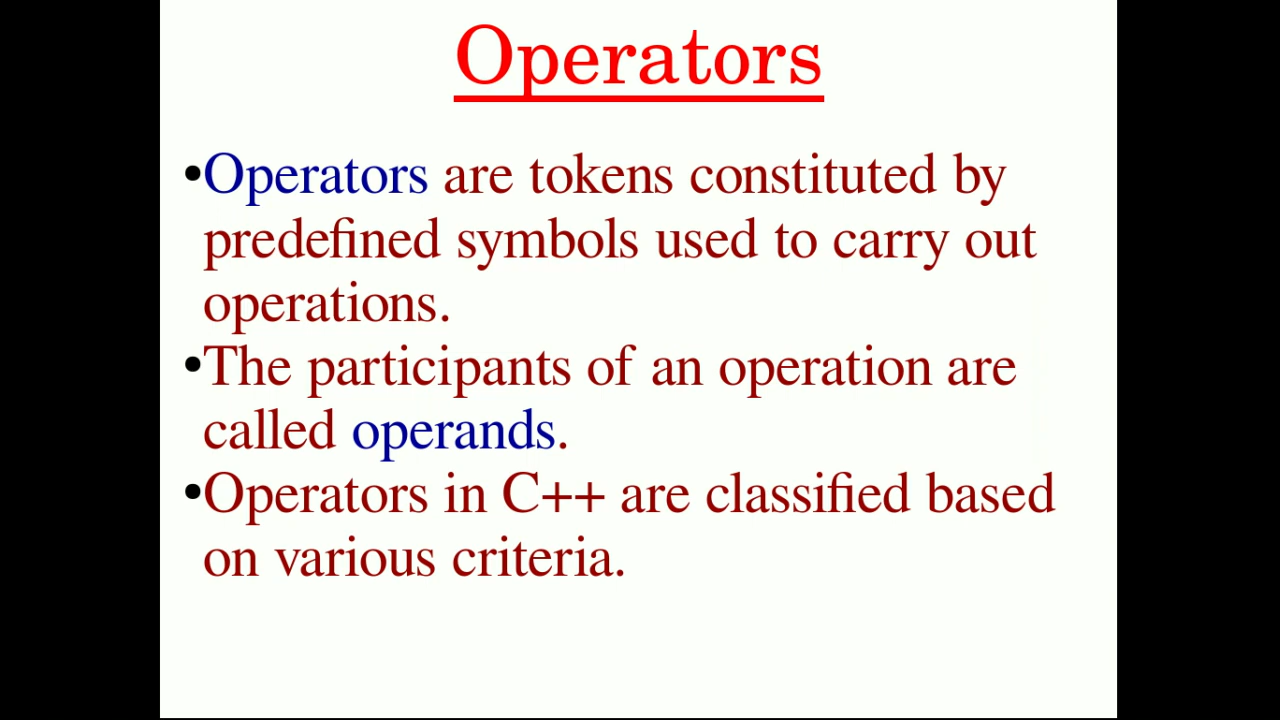 Operators
•Operators are tokens constituted by
predefined symbols used to carry out
operations.
•The participants of an operation are
called operands.
•Operators in C++ are classified based
on various criteria.